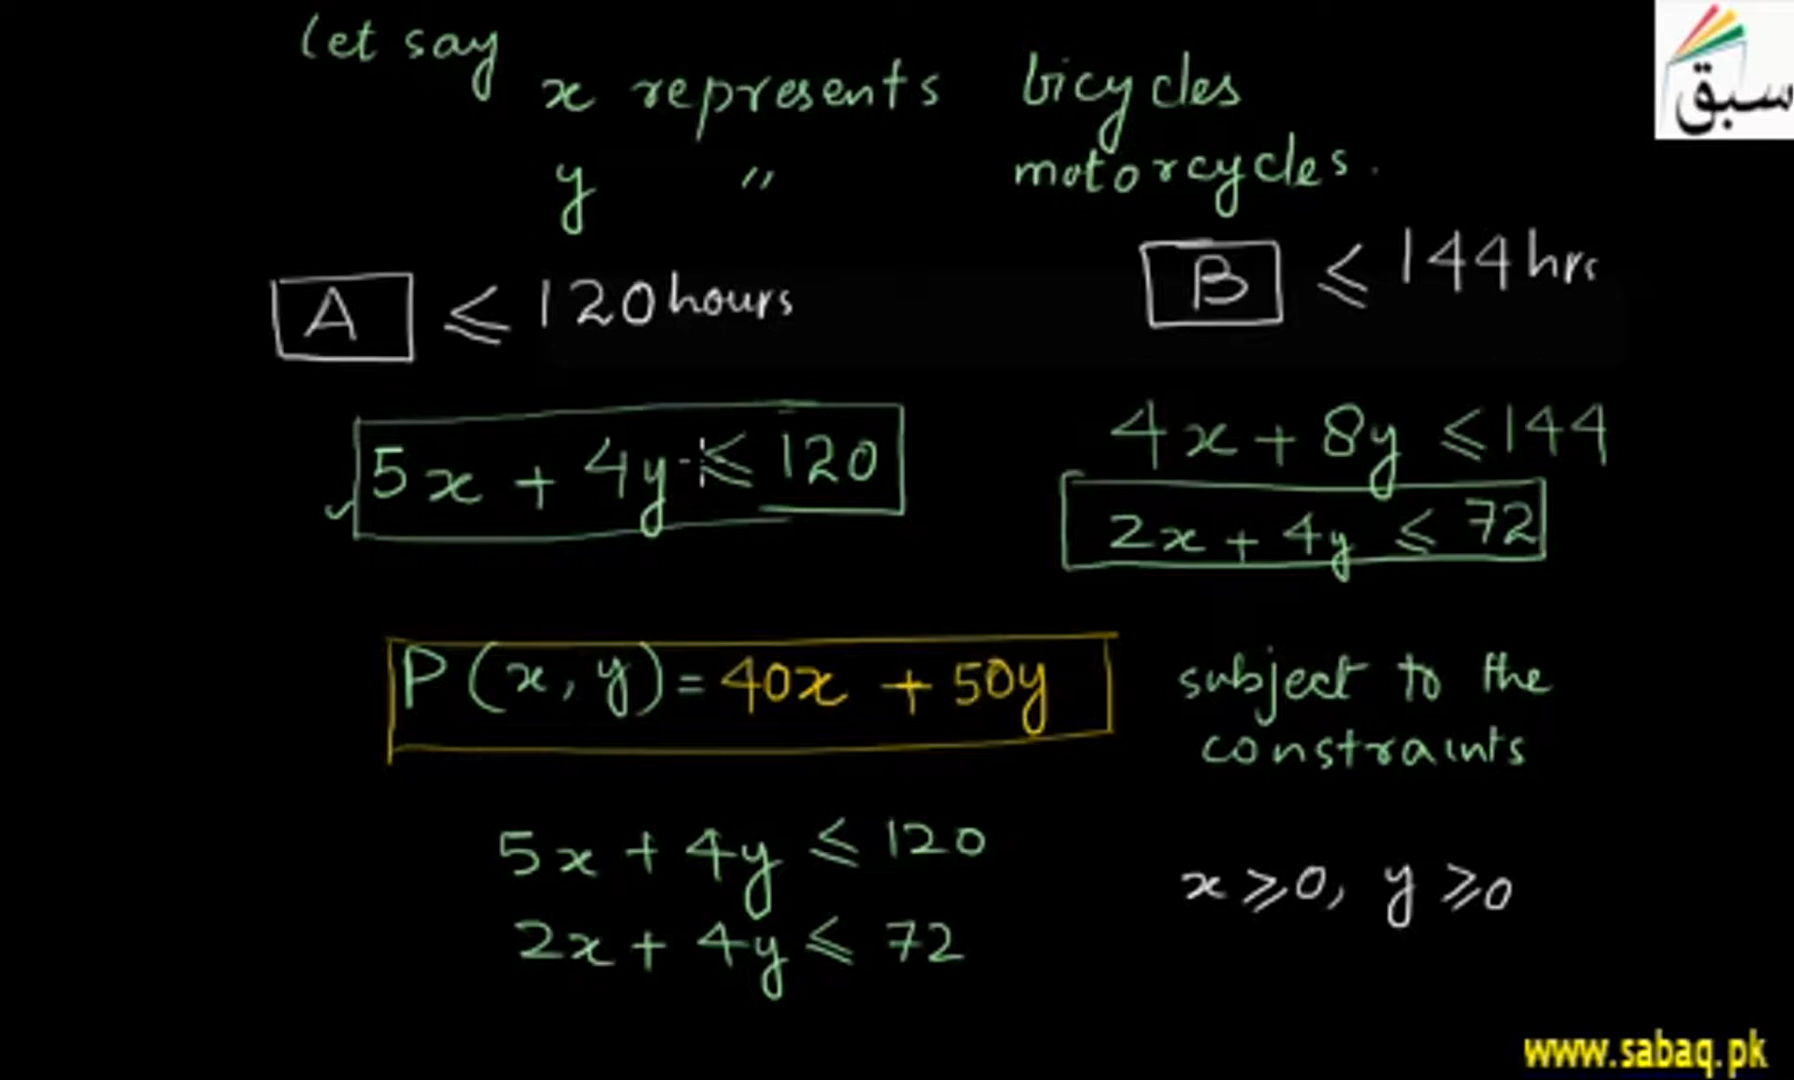 let say
x represents bicycles
y " motorcycles.
سبق
A ≤ 120 hours
B ≤ 144 hrs
5x + 4y ≤ 120
4x + 8y ≤ 144
2x + 4y ≤ 72
P(x, y) = 40x + 50y
subject to the
constraints
5x + 4y ≤ 120
2x + 4y ≤ 72
x ≥ 0, y ≥ 0
www.sabaq.pk